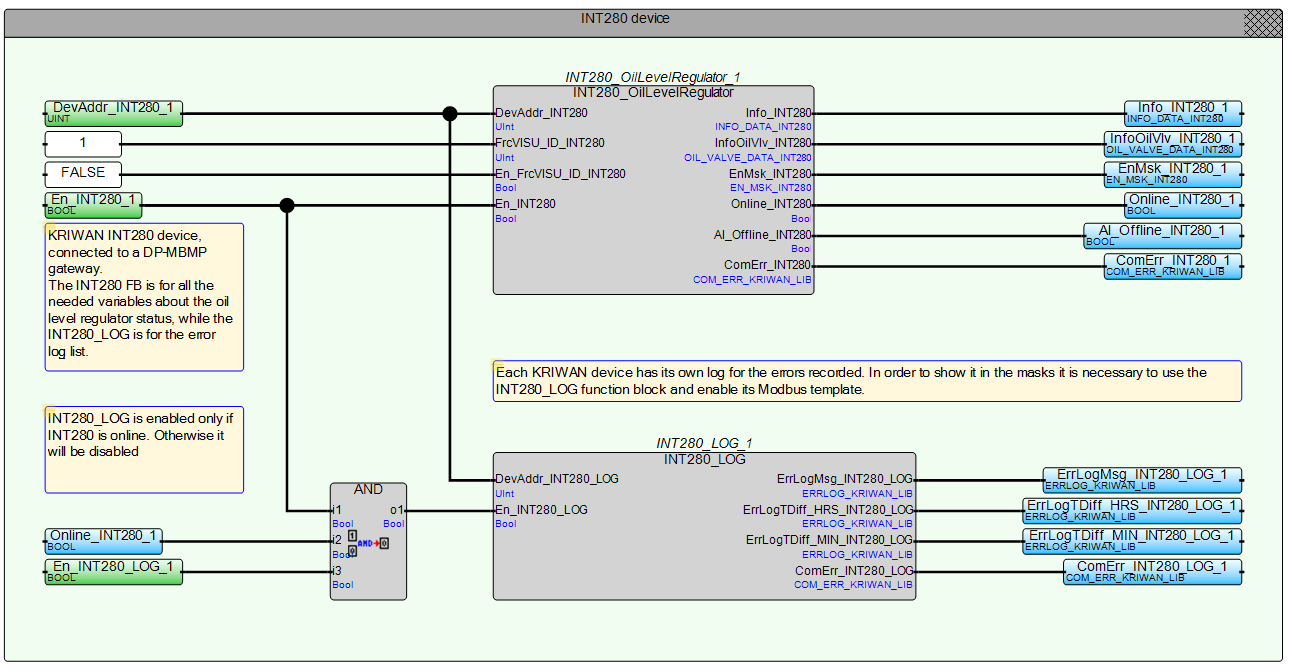 INT280 device
DevAddr_INT280_1
UINT
1
FALSE
En_INT280_1
BOOL
KRIWAN INT280 device,
connected to a DP-MBMP
gateway.
The INT280 FB is for all the
needed variables about the oil
level regulator status, while the
INT280_LOG is for the error
log list.
INT280_OilLevelRegulator_1
INT280_OilLevelRegulator
DevAddr_INT280
UInt
FrcVISU_ID_INT280
UInt
En_FrcVISU_ID_INT280
Bool
En_INT280
Bool
Info_INT280
INFO_DATA_INT280
InfoOilVlv_INT280
OIL_VALVE_DATA_INT280
EnMsk_INT280
EN_MSK_INT280
Online_INT280
Bool
Al_Offline_INT280
Bool
ComErr_INT280
COM_ERR_KRIWAN_LIB
Info_INT280_1
INFO_DATA_INT280
InfoOilVlv_INT280_1
OIL_VALVE_DATA_INT280
EnMsk_INT280_1
EN_MSK_INT280
Online_INT280_1
BOOL
Al_Offline_INT280_1
BOOL
ComErr_INT280_1
COM_ERR_KRIWAN_LIB
Each KRIWAN device has its own log for the errors recorded. In order to show it in the masks it is necessary to use the
INT280_LOG function block and enable its Modbus template.
INT280_LOG is enabled only if
INT280 is online. Otherwise it
will be disabled
Online_INT280_1
BOOL
En_INT280_LOG_1
BOOL
AND
i1
Bool
i2
Bool
i3
Bool
o1
Bool
1
0
AND
0
INT280_LOG_1
INT280_LOG
DevAddr_INT280_LOG
UInt
En_INT280_LOG
Bool
ErrLogMsg_INT280_LOG
ERRLOG_KRIWAN_LIB
ErrLogTDiff_HRS_INT280_LOG
ERRLOG_KRIWAN_LIB
ErrLogTDiff_MIN_INT280_LOG
ERRLOG_KRIWAN_LIB
ComErr_INT280_LOG
COM_ERR_KRIWAN_LIB
ErrLogMsg_INT280_LOG_1
ERRLOG_KRIWAN_LIB
ErrLogTDiff_HRS_INT280_LOG_1
ERRLOG_KRIWAN_LIB
ErrLogTDiff_MIN_INT280_LOG_1
ERRLOG_KRIWAN_LIB
ComErr_INT280_LOG_1
COM_ERR_KRIWAN_LIB